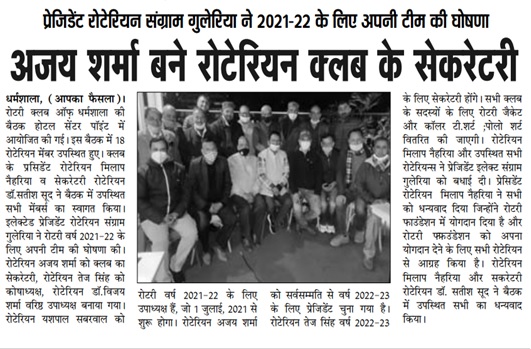 प्रेजिडेंट रोटेरियन संग्राम गुलेरिया ने 2021-22 के लिए अपनी टीम की घोषणा
अजय शर्मा बने रोटेरियन क्लब के सेकरेटरी
धर्मशाला, (आपका फैसला)।
रोटरी क्लब ऑफ धर्मशाला की
बैठक होटल सेंटर पॉइंट में
आयोजित की गई। इस बैठक में 18
रोटेरियन मेंबर उपस्थित हुए। क्लब
के प्रसिडेंट रोटेरियन मिलाप
नैहरिया व सेकरेटरी रोटेरियन
डॉ.सतीश सूद ने बैठक में उपस्थित
सभी मेंबर्स का स्वागत किया।
इलेक्टेड प्रेजिडेंट रोटेरियन संग्राम
गुलेरिया ने रोटरी वर्ष 2021-22 के
लिए अपनी टीम की घोषणा की।
रोटेरियन अजय शर्मा को क्लब का
सेकरेटरी, रोटेरियन तेज सिंह को
कोषाध्यक्ष, रोटेरियन डॉ.विजय
शर्मा वरिष्ठ उपाध्यक्ष बनाया गया।
रोटेरियन यशपाल सबरवाल को
रोटरी वर्ष 2021-22 के लिए
उपाध्यक्ष हैं, जो 1 जुलाई, 2021 से
शुरू होगा। रोटेरियन अजय शर्मा
को सर्वसम्मति से वर्ष 2022-23
के लिए प्रेजिडेंट चुना गया है।
रोटेरियन तेज सिंह वर्ष 2022-23
के लिए सेकरेटरी होंगे। सभी क्लब
के सदस्यों के लिए रोटरी जैकेट
और कॉलर टी.शर्ट ;पोलो शर्ट
वितरित की जाएगी। रोटेरियन
मिलाप नैहरिया और उपस्थित सभी
रोटेरियन्स ने प्रेजिडेंट इलेक्ट संग्राम
गुलेरिया को बधाई दी। प्रेसिडेंट
रोटेरियन मिलाप नैहरिया ने सभी
को धन्यवाद दिया जिन्होंने रोटरी
फाउंडेशन में योगदान दिया है और
रोटरी फ्फ़उंडेशन को अपना
योगदान देने के लिए सभी रोटेरियन
से आग्रह किया है। रोटेरियन
मिलाप नैहरिया और सकरेटरी
रोटेरियन डॉ. सतीश सूद ने बैठक
में उपस्थित सभी का धन्यवाद
किया।